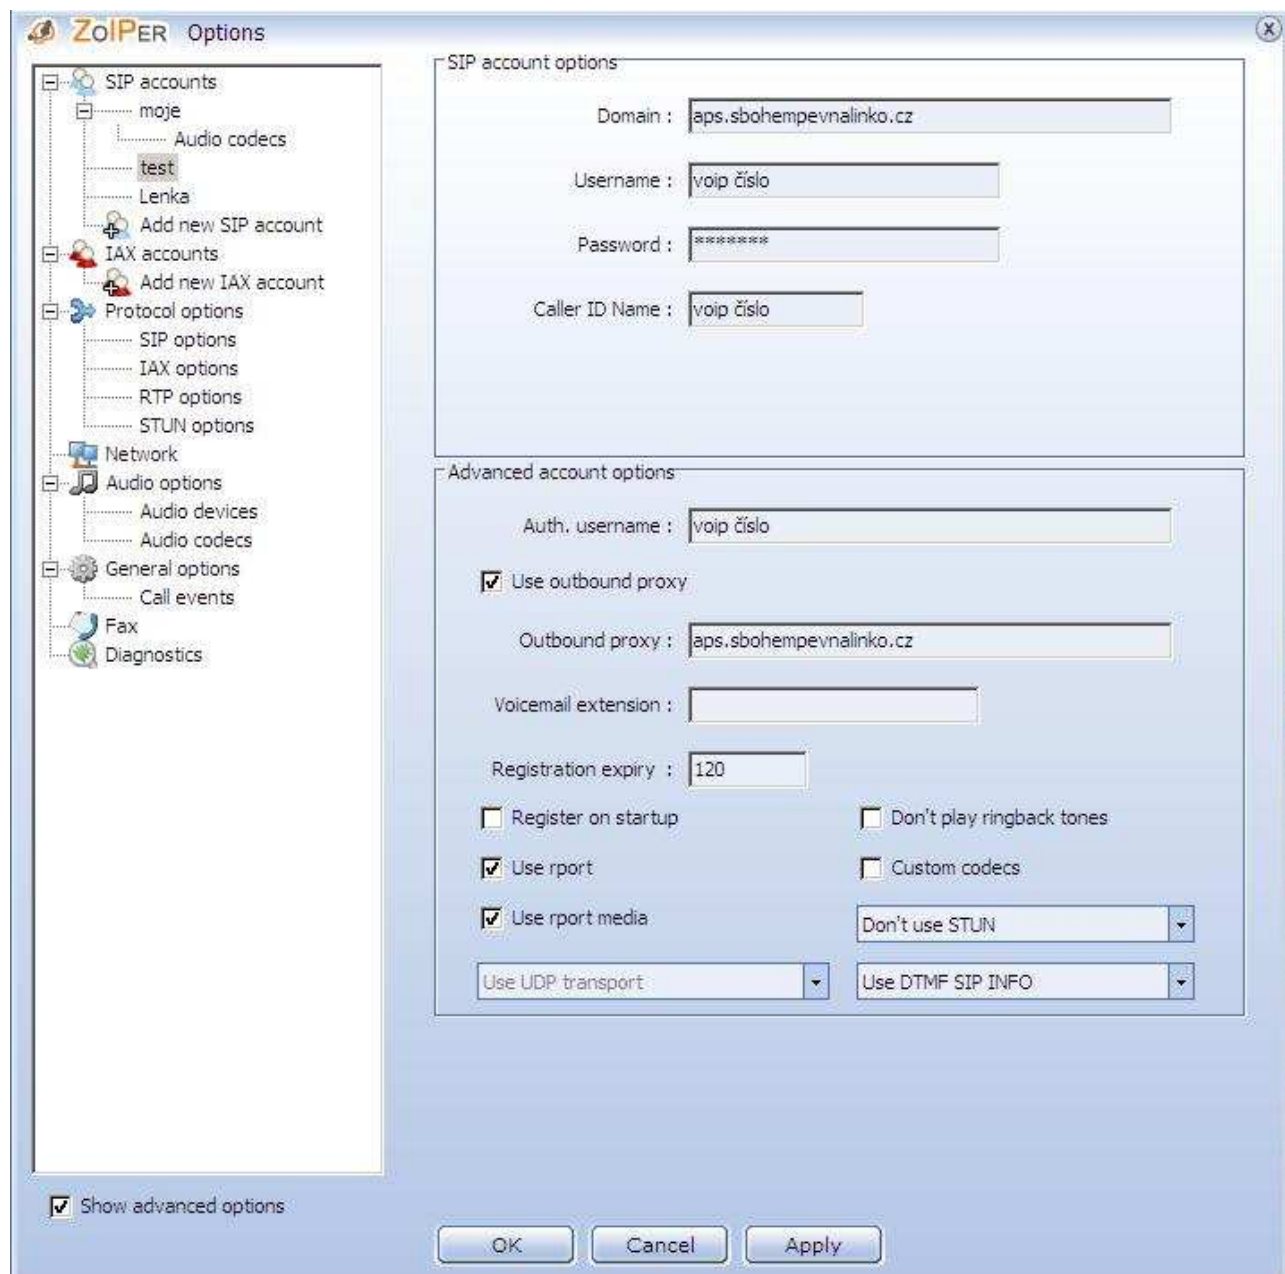 ZoIPER Options
SIP accounts
moje
Audio codecs
test
Lenka
Add new SIP account
IAX accounts
Add new IAX account
Protocol options
SIP options
IAX options
RTP options
STUN options
Network
Audio options
Audio devices
Audio codecs
General options
Call events
Fax
Diagnostics
Show advanced options
SIP account options
Domain : aps.sbohempevnalinko.cz
Username : voip číslo
Password : *******
Caller ID Name : voip číslo
Advanced account options
Auth. username : voip číslo
Use outbound proxy
Outbound proxy : aps.sbohempevnalinko.cz
Voicemail extension :
Registration expiry : 120
Register on startup
Don't play ringback tones
Use rport
Custom codecs
Use rport media
Don't use STUN
Use UDP transport
Use DTMF SIP INFO
OK
Cancel
Apply